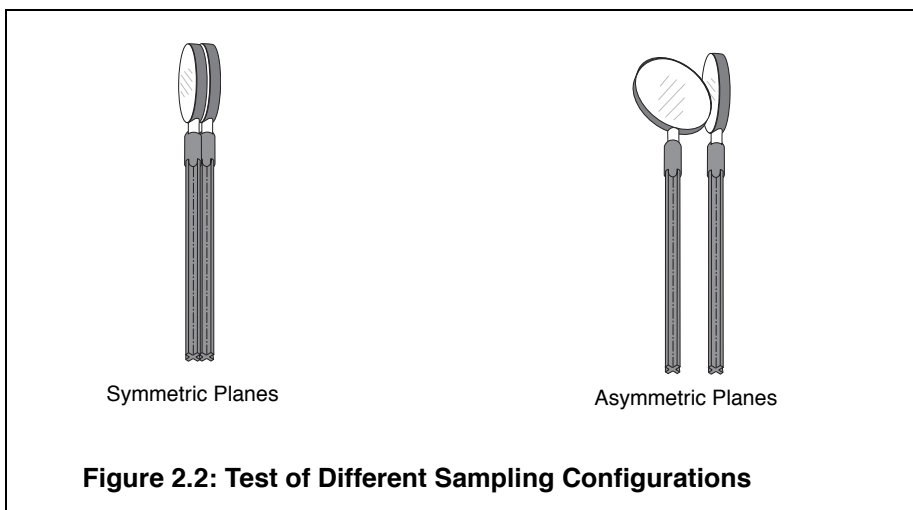 Symmetric Planes
Asymmetric Planes
Figure 2.2: Test of Different Sampling Configurations